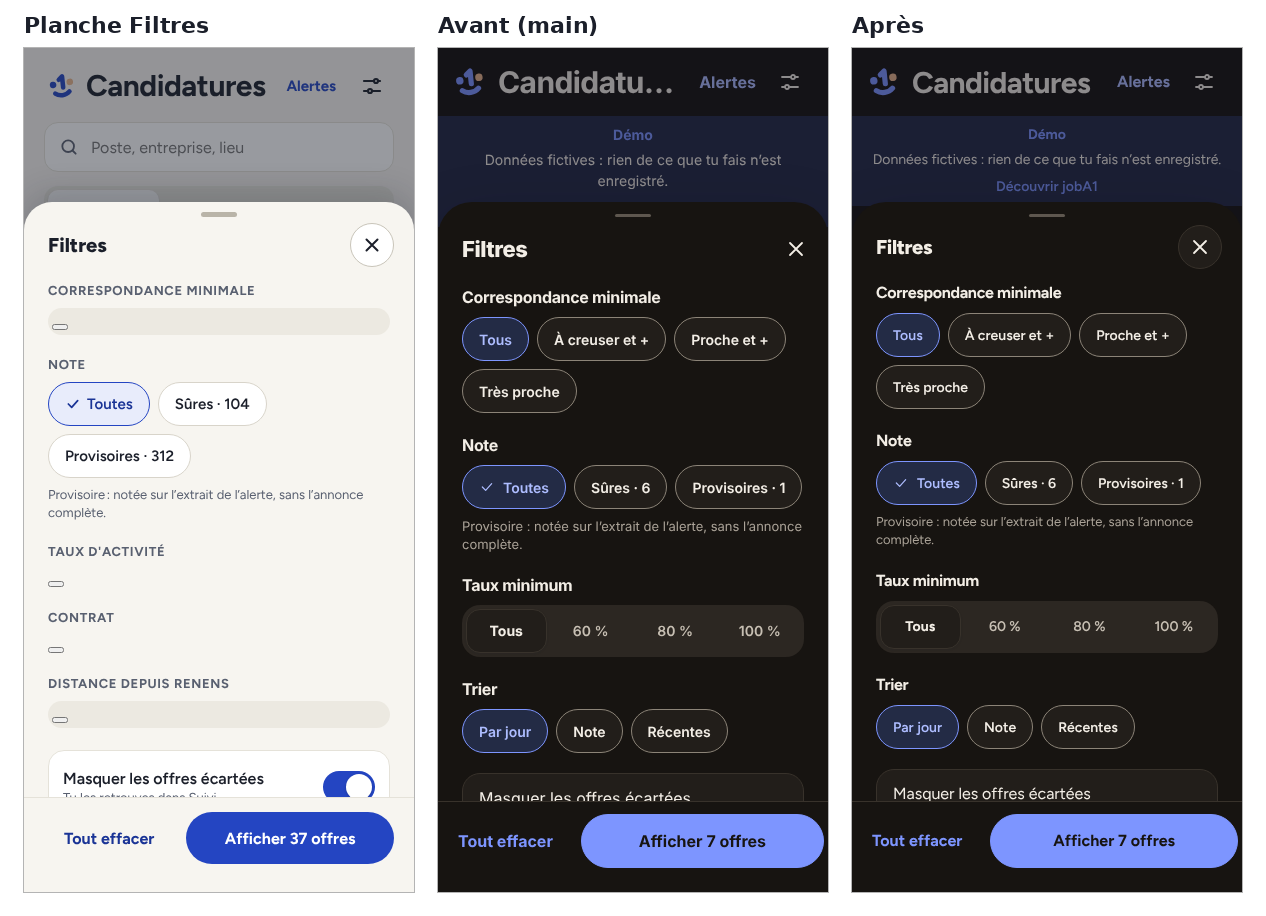 Planche Filtres
Candidatures
Alertes
Poste, entreprise, lieu
Filtres
CORRESPONDANCE MINIMALE
NOTE
Toutes
Sûres · 104
Provisoires · 312
Provisoire : notée sur l’extrait de l’alerte, sans l’annonce
complète.
TAUX D'ACTIVITÉ
CONTRAT
DISTANCE DEPUIS RENENS
Masquer les offres écartées
Tout effacer
Afficher 37 offres
Avant (main)
Candidatu…
Alertes
Démo
Données fictives : rien de ce que tu fais n’est
enregistré.
Filtres
Correspondance minimale
Tous
À creuser et +
Proche et +
Très proche
Note
Toutes
Sûres · 6
Provisoires · 1
Provisoire : notée sur l’extrait de l’alerte, sans l’annonce
complète.
Taux minimum
Tous
60 %
80 %
100 %
Trier
Par jour
Note
Récentes
Masquer les offres écartées
Tout effacer
Afficher 7 offres
Après
Candidatures
Alertes
Démo
Données fictives : rien de ce que tu fais n’est enregistré.
Découvrir jobA1
Filtres
Correspondance minimale
Tous
À creuser et +
Proche et +
Très proche
Note
Toutes
Sûres · 6
Provisoires · 1
Provisoire : notée sur l’extrait de l’alerte, sans l’annonce
complète.
Taux minimum
Tous
60 %
80 %
100 %
Trier
Par jour
Note
Récentes
Masquer les offres écartées
Tout effacer
Afficher 7 offres